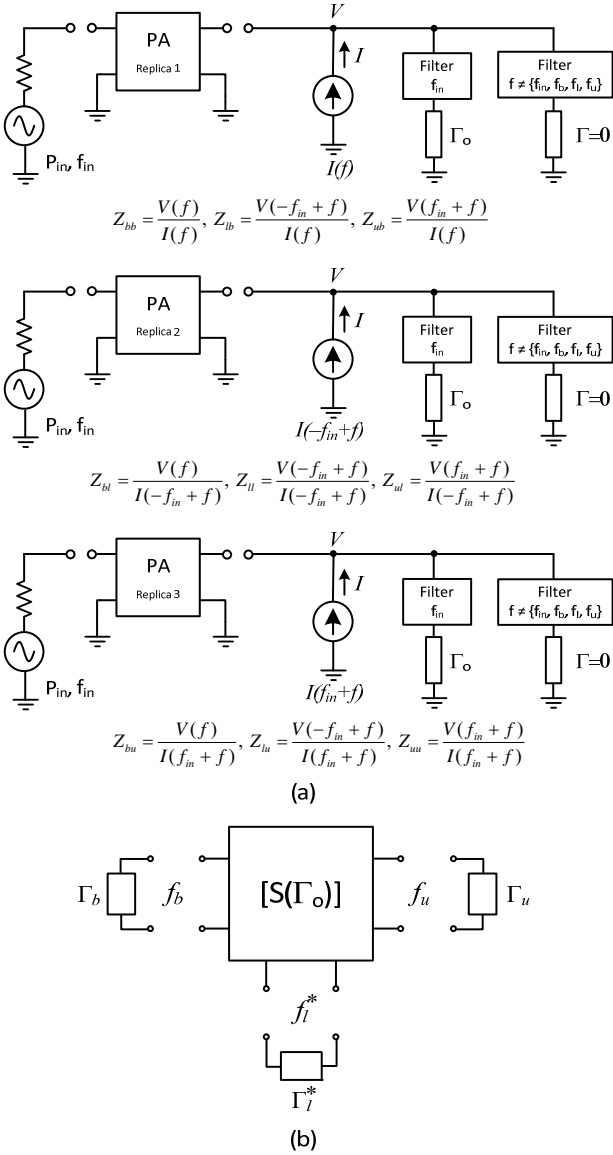 V
PA
Replica 1
I
Filter
f_in
Filter
f ≠ {f_in, f_b, f_l, f_u}
P_in, f_in
I(f)
Γ_o
Γ=0
Z_bb = V(f) / I(f), Z_lb = V(−f_in + f) / I(f), Z_ub = V(f_in + f) / I(f)
V
PA
Replica 2
I
Filter
f_in
Filter
f ≠ {f_in, f_b, f_l, f_u}
P_in, f_in
I(−f_in+f)
Γ_o
Γ=0
Z_bl = V(f) / I(−f_in + f), Z_ll = V(−f_in + f) / I(−f_in + f), Z_ul = V(f_in + f) / I(−f_in + f)
V
PA
Replica 3
I
Filter
f_in
Filter
f ≠ {f_in, f_b, f_l, f_u}
P_in, f_in
I(f_in+f)
Γ_o
Γ=0
Z_bu = V(f) / I(f_in + f), Z_lu = V(−f_in + f) / I(f_in + f), Z_uu = V(f_in + f) / I(f_in + f)
(a)
Γ_b
f_b
[S(Γ_o)]
f_u
Γ_u
f_l^*
Γ_l^*
(b)